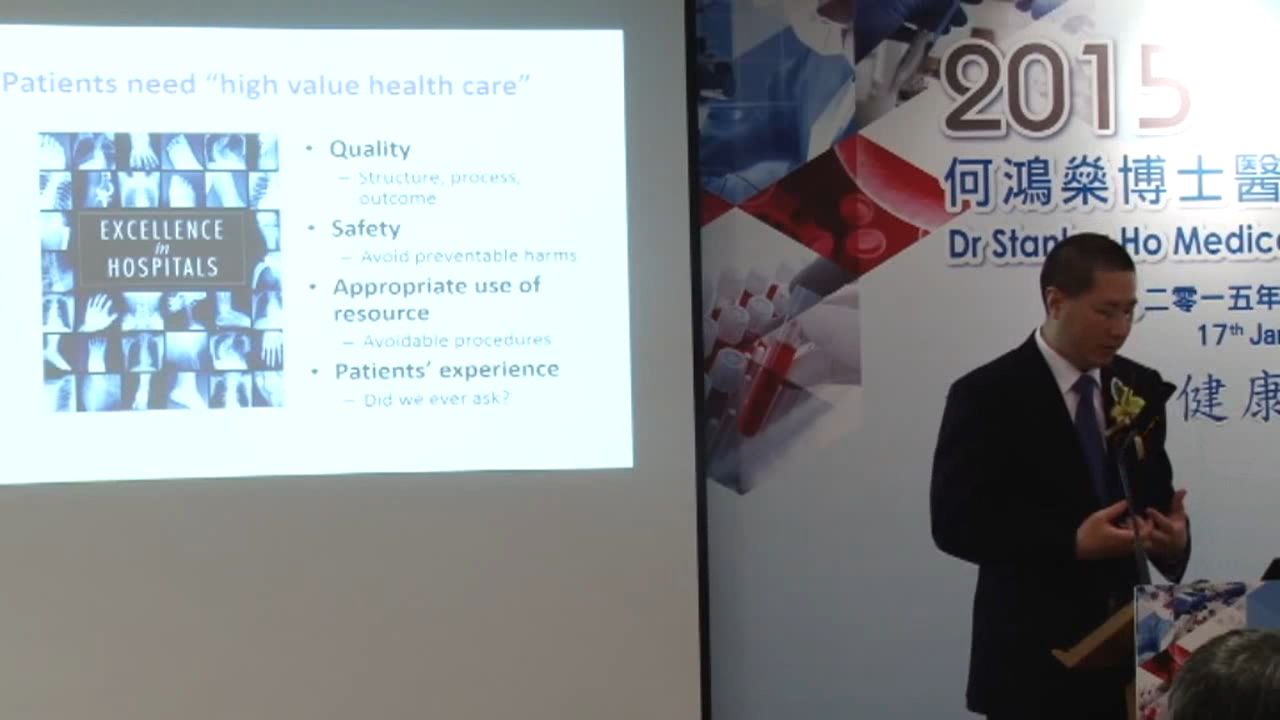 Patients need “high value health care”
EXCELLENCE
in
HOSPITALS
• Quality
– Structure, process,
outcome
• Safety
– Avoid preventable harms
• Appropriate use of
resource
– Avoidable procedures
• Patients’ experience
– Did we ever ask?
2015
何鴻燊博士醫
Dr Ho Medic
二零一五年
17th Jan
健康